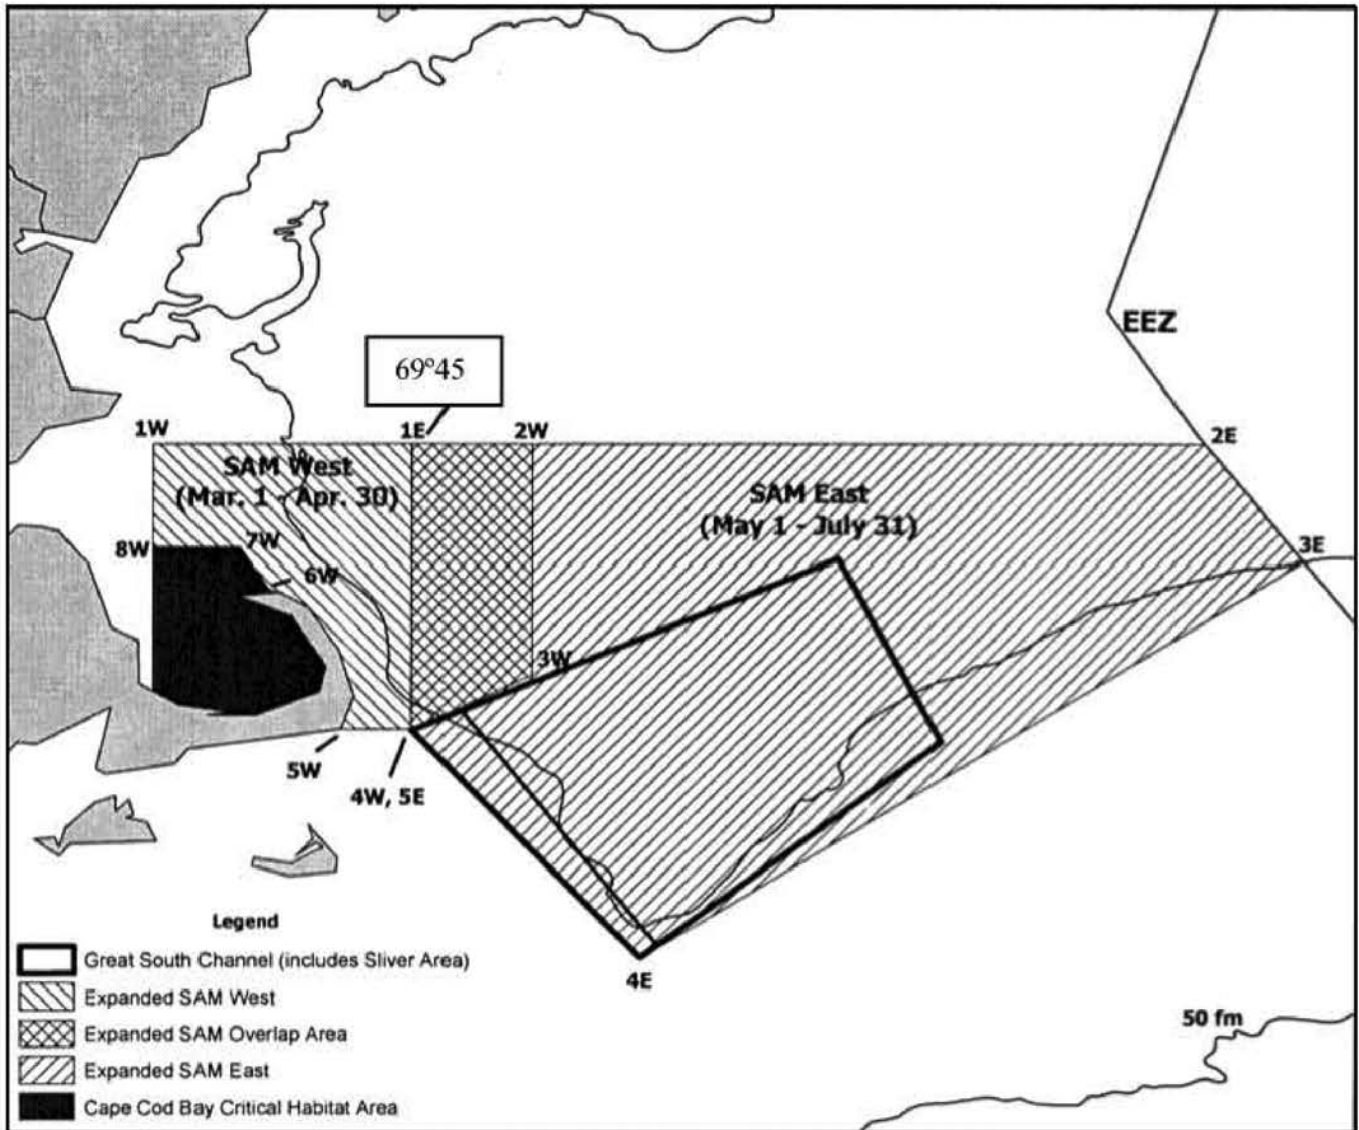 EEZ
69°45
1W
1E
2W
2E
SAM West
(Mar. 1 - Apr. 30)
SAM East
(May 1 - July 31)
3E
8W
7W
6W
3W
5W
4W, 5E
4E
50 fm
Legend
Great South Channel (includes Sliver Area)
Expanded SAM West
Expanded SAM Overlap Area
Expanded SAM East
Cape Cod Bay Critical Habitat Area